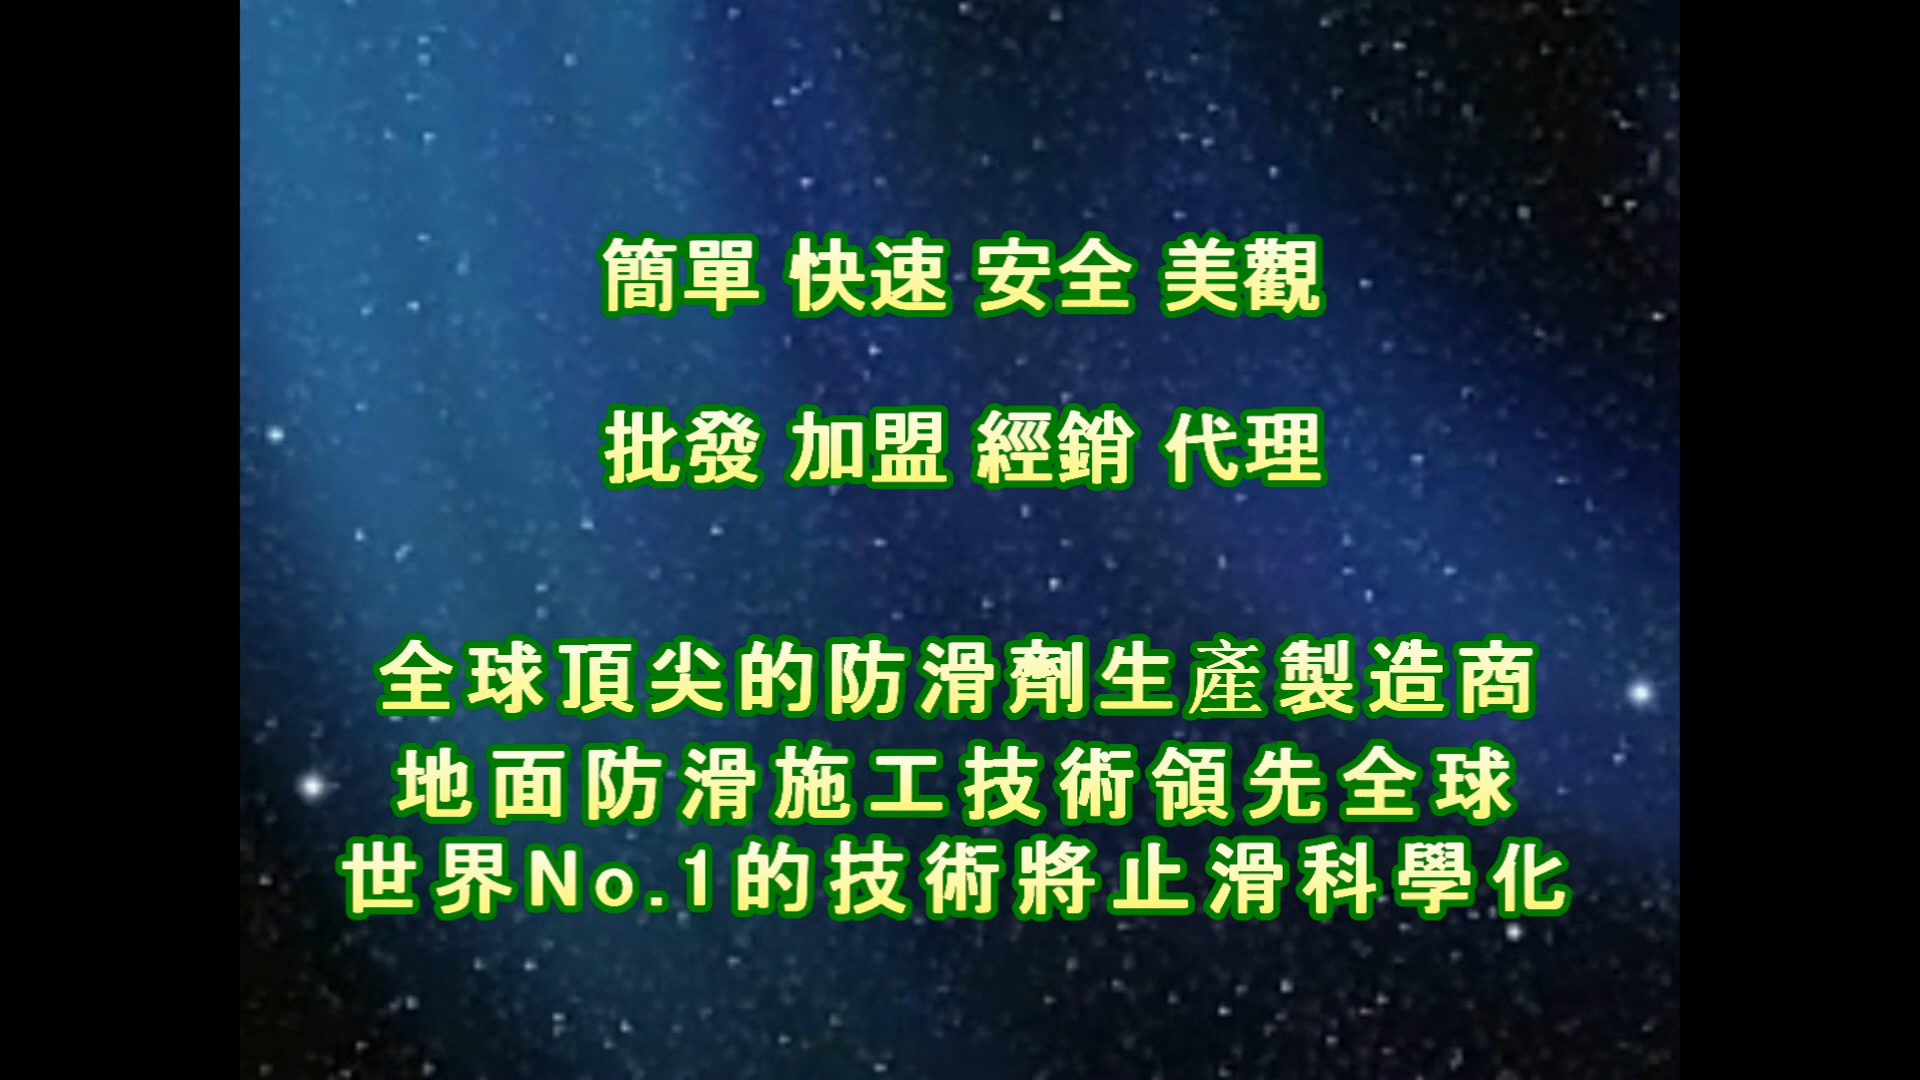 簡單 快速 安全 美觀
批發 加盟 經銷 代理
全球頂尖的防滑劑生產製造商
地面防滑施工技術領先全球
世界No.1的技術將止滑科學化